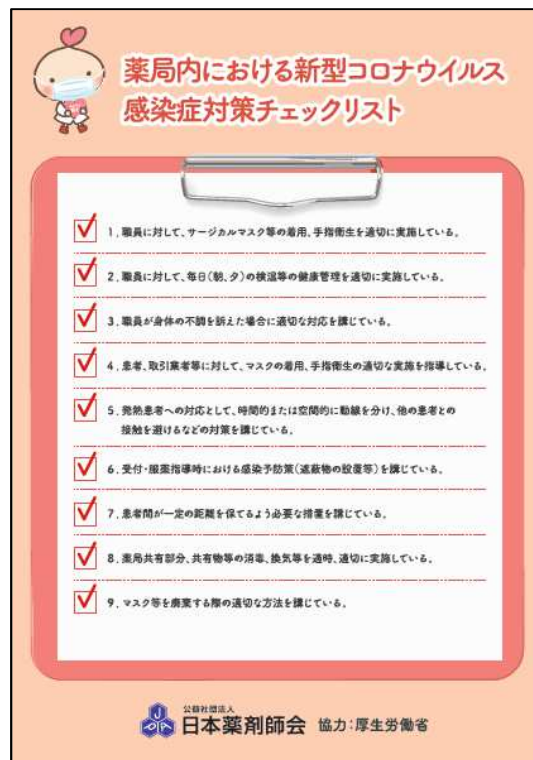 薬局内における新型コロナウイルス
感染症対策チェックリスト
1. 職員に対して、サージカルマスク等の着用、手指衛生を適切に実施している。
2. 職員に対して、毎日(朝、夕)の検温等の健康管理を適切に実施している。
3. 職員が身体の不調を訴えた場合に適切な対応を講じている。
4. 患者、取引業者等に対して、マスクの着用、手指衛生の適切な実施を指導している。
5. 発熱患者への対応として、時間的または空間的に動線を分け、他の患者との
接触を避けるなどの対策を講じている。
6. 受付・服薬指導時における感染予防策(遮蔽物の設置等)を講じている。
7. 患者間が一定の距離を保てるよう必要な措置を講じている。
8. 薬局共有部分、共有物等の消毒、換気等を適時、適切に実施している。
9. マスク等を廃棄する際の適切な方法を講じている。
公益社団法人
日本薬剤師会 協力:厚生労働省